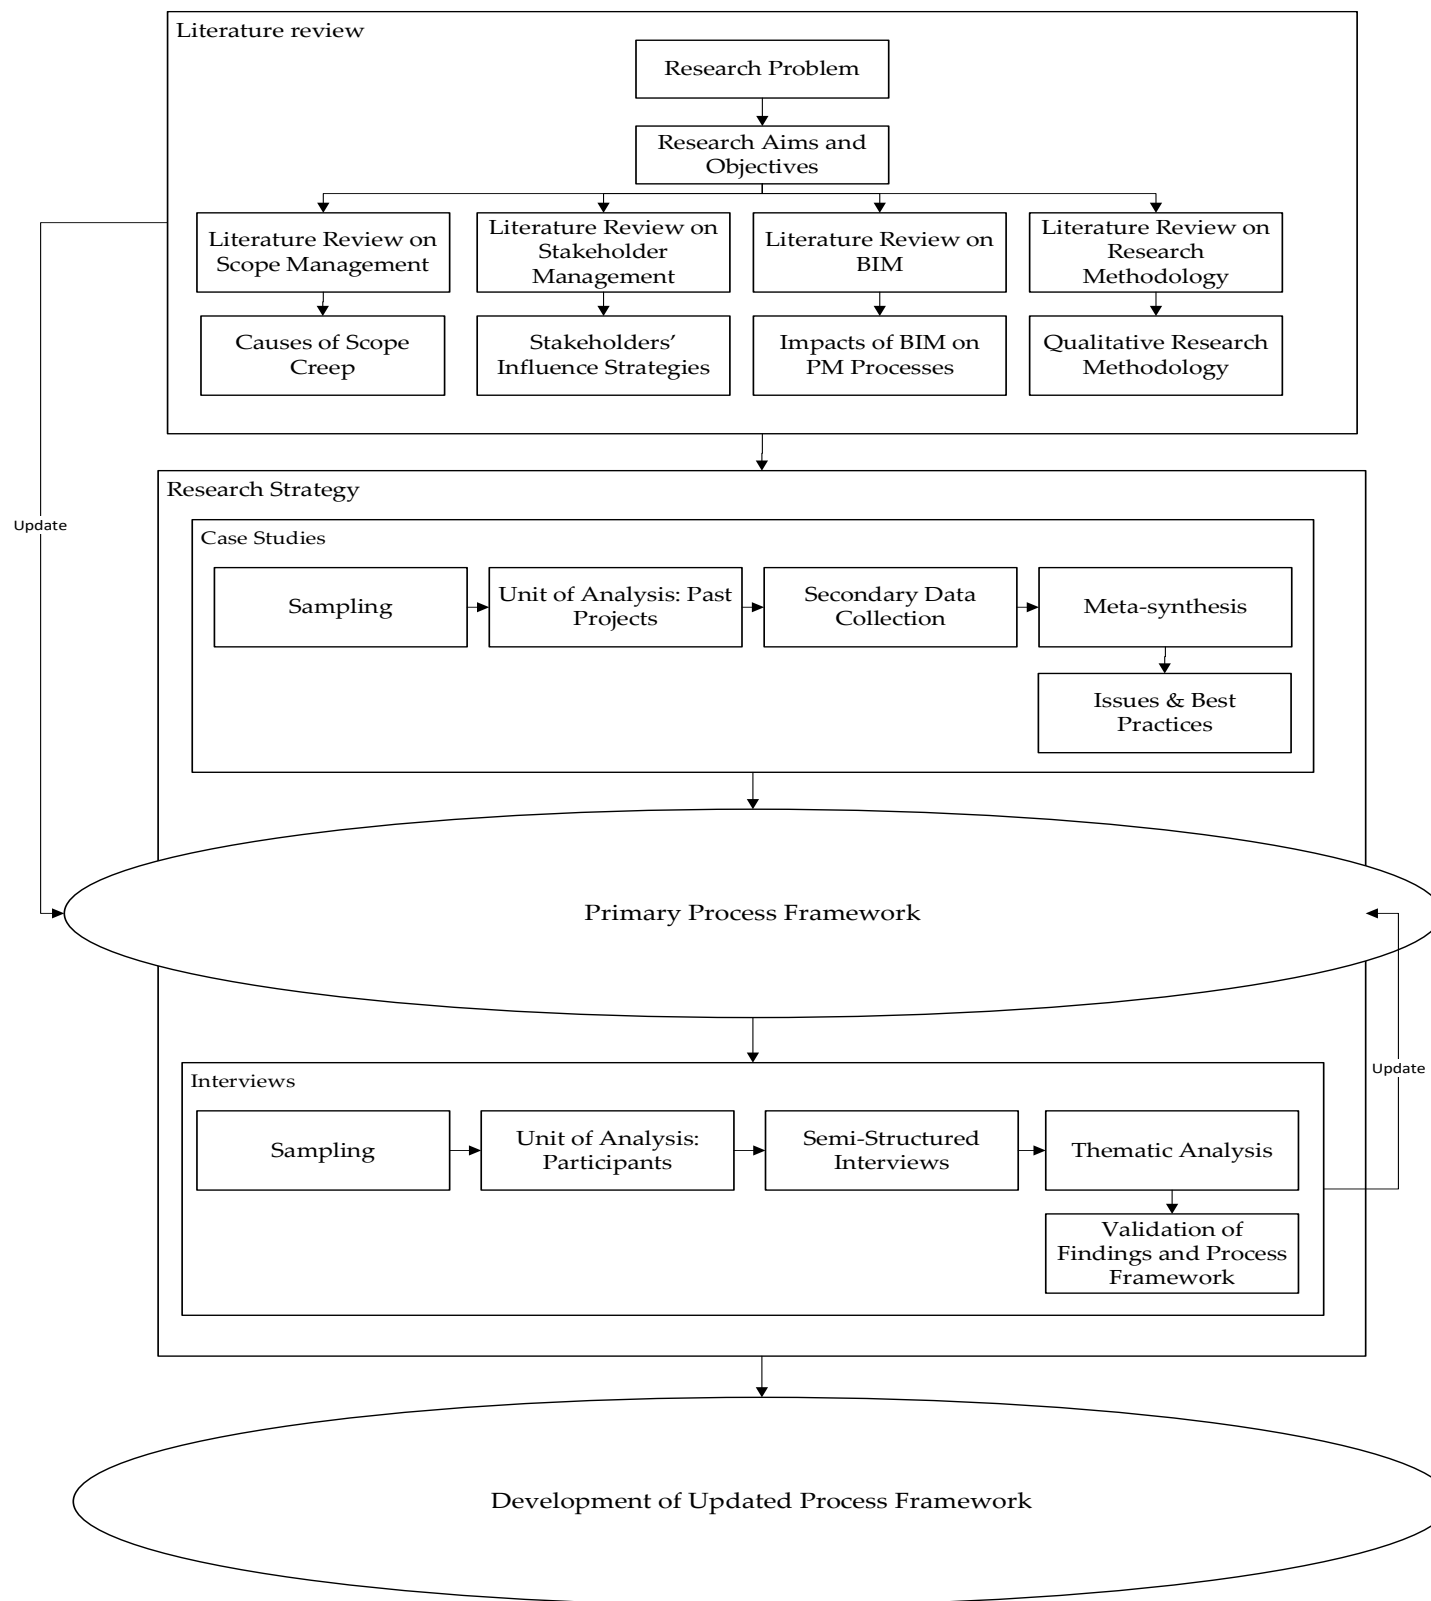 Literature review
Research Problem
Research Aims and
Objectives
Literature Review on
Scope Management
Literature Review on
Stakeholder
Management
Literature Review on
BIM
Literature Review on
Research
Methodology
Causes of Scope
Creep
Stakeholders’
Influence Strategies
Impacts of BIM on
PM Processes
Qualitative Research
Methodology
Update
Research Strategy
Case Studies
Sampling
Unit of Analysis: Past
Projects
Secondary Data
Collection
Meta-synthesis
Issues & Best
Practices
Primary Process Framework
Update
Interviews
Sampling
Unit of Analysis:
Participants
Semi-Structured
Interviews
Thematic Analysis
Validation of
Findings and Process
Framework
Development of Updated Process Framework